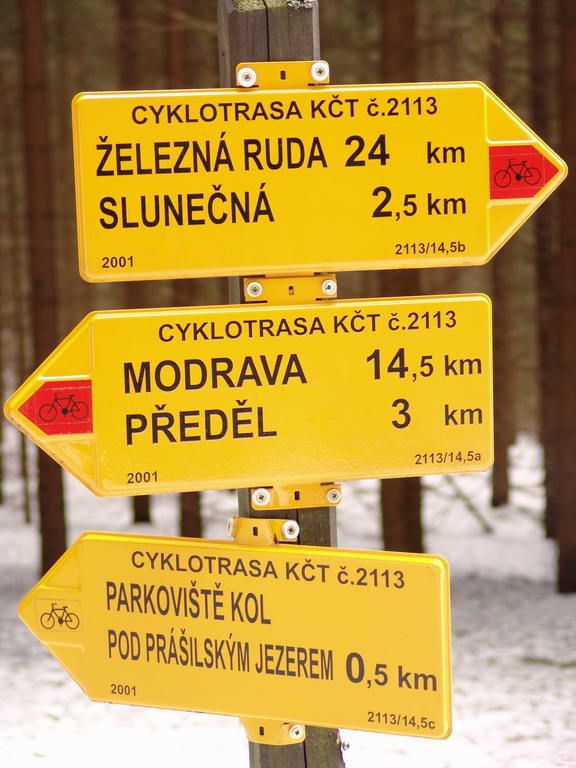 CYKLOTRASA KČT č.2113
ŽELEZNÁ RUDA 24 km
SLUNEČNÁ 2,5 km
2001 2113/14,5b
CYKLOTRASA KČT č.2113
MODRAVA 14,5 km
PŘEDĚL 3 km
2001 2113/14,5a
CYKLOTRASA KČT č.2113
PARKOVIŠTĚ KOL
POD PRÁŠILSKÝM JEZEREM 0,5 km
2001 2113/14,5c